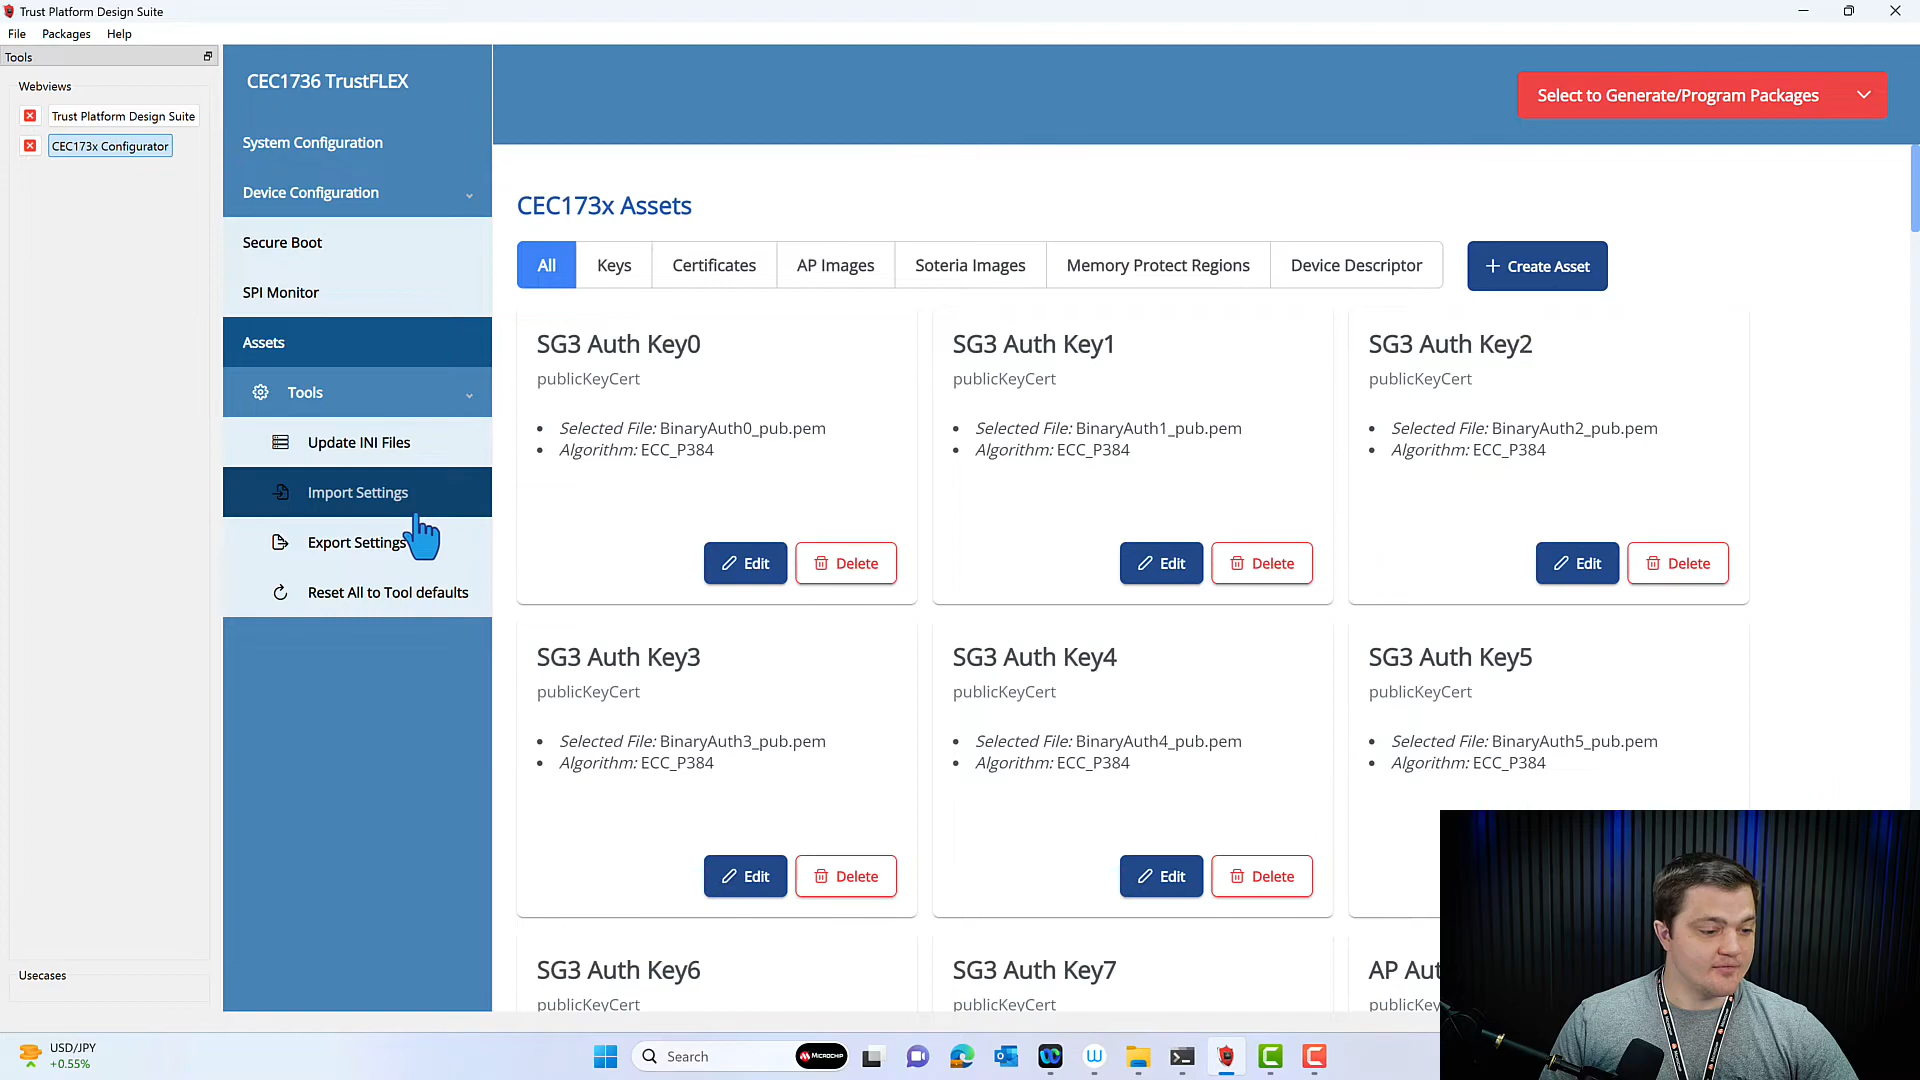 Trust Platform Design Suite
File Packages Help
Tools
Webviews
Trust Platform Design Suite
CEC173x Configurator
Usecases
CEC1736 TrustFLEX
System Configuration
Device Configuration
Secure Boot
SPI Monitor
Assets
Tools
Update INI Files
Import Settings
Export Settings
Reset All to Tool defaults
Select to Generate/Program Packages
CEC173x Assets
All Keys Certificates AP Images Soteria Images Memory Protect Regions Device Descriptor
+ Create Asset
SG3 Auth Key0
publicKeyCert
• Selected File: BinaryAuth0_pub.pem
• Algorithm: ECC_P384
Edit Delete
SG3 Auth Key1
publicKeyCert
• Selected File: BinaryAuth1_pub.pem
• Algorithm: ECC_P384
Edit Delete
SG3 Auth Key2
publicKeyCert
• Selected File: BinaryAuth2_pub.pem
• Algorithm: ECC_P384
Edit Delete
SG3 Auth Key3
publicKeyCert
• Selected File: BinaryAuth3_pub.pem
• Algorithm: ECC_P384
Edit Delete
SG3 Auth Key4
publicKeyCert
• Selected File: BinaryAuth4_pub.pem
• Algorithm: ECC_P384
Edit Delete
SG3 Auth Key5
publicKeyCert
• Selected File: BinaryAuth5_pub.pem
• Algorithm: ECC_P384
SG3 Auth Key6
publicKeyCert
SG3 Auth Key7
publicKeyCert
AP Aut
publicKey
USD/JPY
+0.55%
Search
MICROCHIP